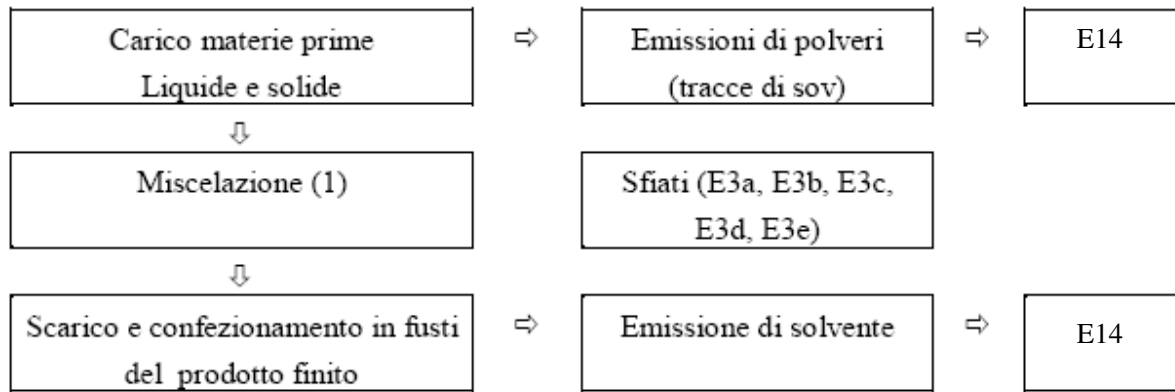 Carico materie prime
Liquide e solide
⇨
Emissioni di polveri
(tracce di sov)
⇨
E14
⇩
Miscelazione (1)
Sfiati (E3a, E3b, E3c,
E3d, E3e)
⇩
Scarico e confezionamento in fusti
del prodotto finito
⇨
Emissione di solvente
⇨
E14